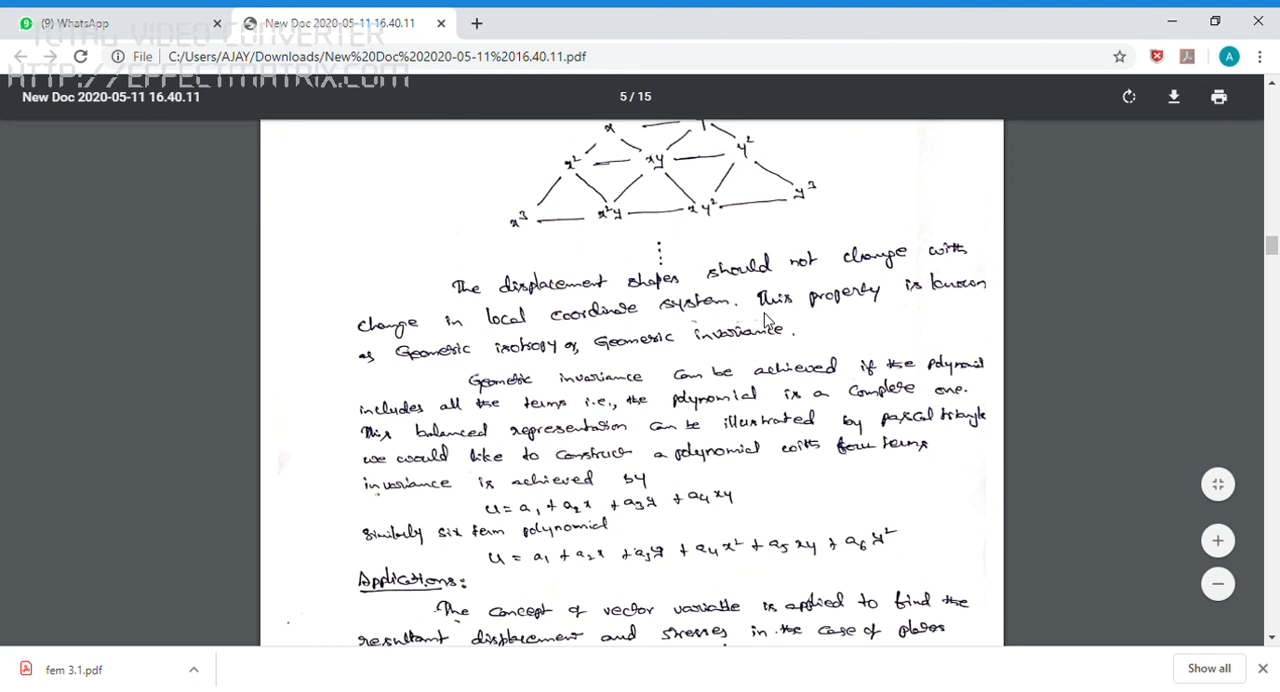 (9) WhatsApp
New Doc 2020-05-11 16.40.11
TOTAL VIDEO CONVERTER
File | C:/Users/AJAY/Downloads/New%20Doc%202020-05-11%2016.40.11.pdf
A
HTTP://EFFECTMATRIX.COM
New Doc 2020-05-11 16.40.11
5 / 15
x
x² xy y²
x³ x²y xy² y³
The displacement shapes should not change with
change in local coordinate system. This property is known
as Geometric isotropy or Geometric invariance.
Geometric invariance can be achieved if the polynomial
includes all the terms i.e., the polynomial is a complete one.
This balanced representation can be illustrated by pascal triangle
we would like to construct a polynomial with four terms
invariance is achieved by
u = a₁ + a₂x + a₃y + a₄xy
Similarly six term polynomial
u = a₁ + a₂x + a₃y + a₄x² + a₅xy + a₆y²
Applications:
The concept of vector variable is applied to find the
resultant displacement and stresses in the case of plates
fem 3.1.pdf
Show all